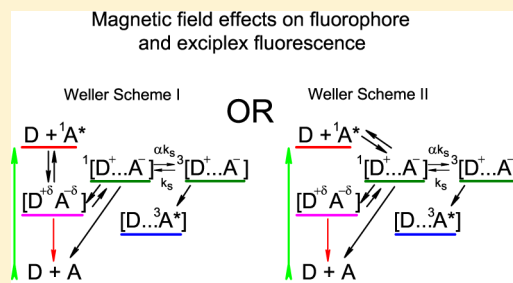 Magnetic field effects on fluorophore
and exciplex fluorescence
Weller Scheme I
OR
Weller Scheme II
D + ¹A*
¹[D⁺...A⁻]
αkₛ
kₛ
³[D⁺...A⁻]
[D⁺ᵟA⁻ᵟ]
[D...³A*]
D + A
D + ¹A*
¹[D⁺...A⁻]
αkₛ
kₛ
³[D⁺...A⁻]
[D⁺ᵟA⁻ᵟ]
[D...³A*]
D + A